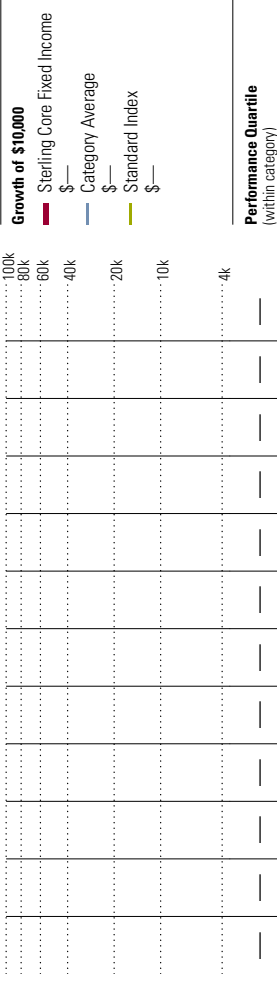 Growth of $10,000
Sterling Core Fixed Income
$—
Category Average
$—
Standard Index
$—
Performance Quartile
(within category)
100k
80k
60k
40k
20k
10k
4k
— — — — — — — — — — — —